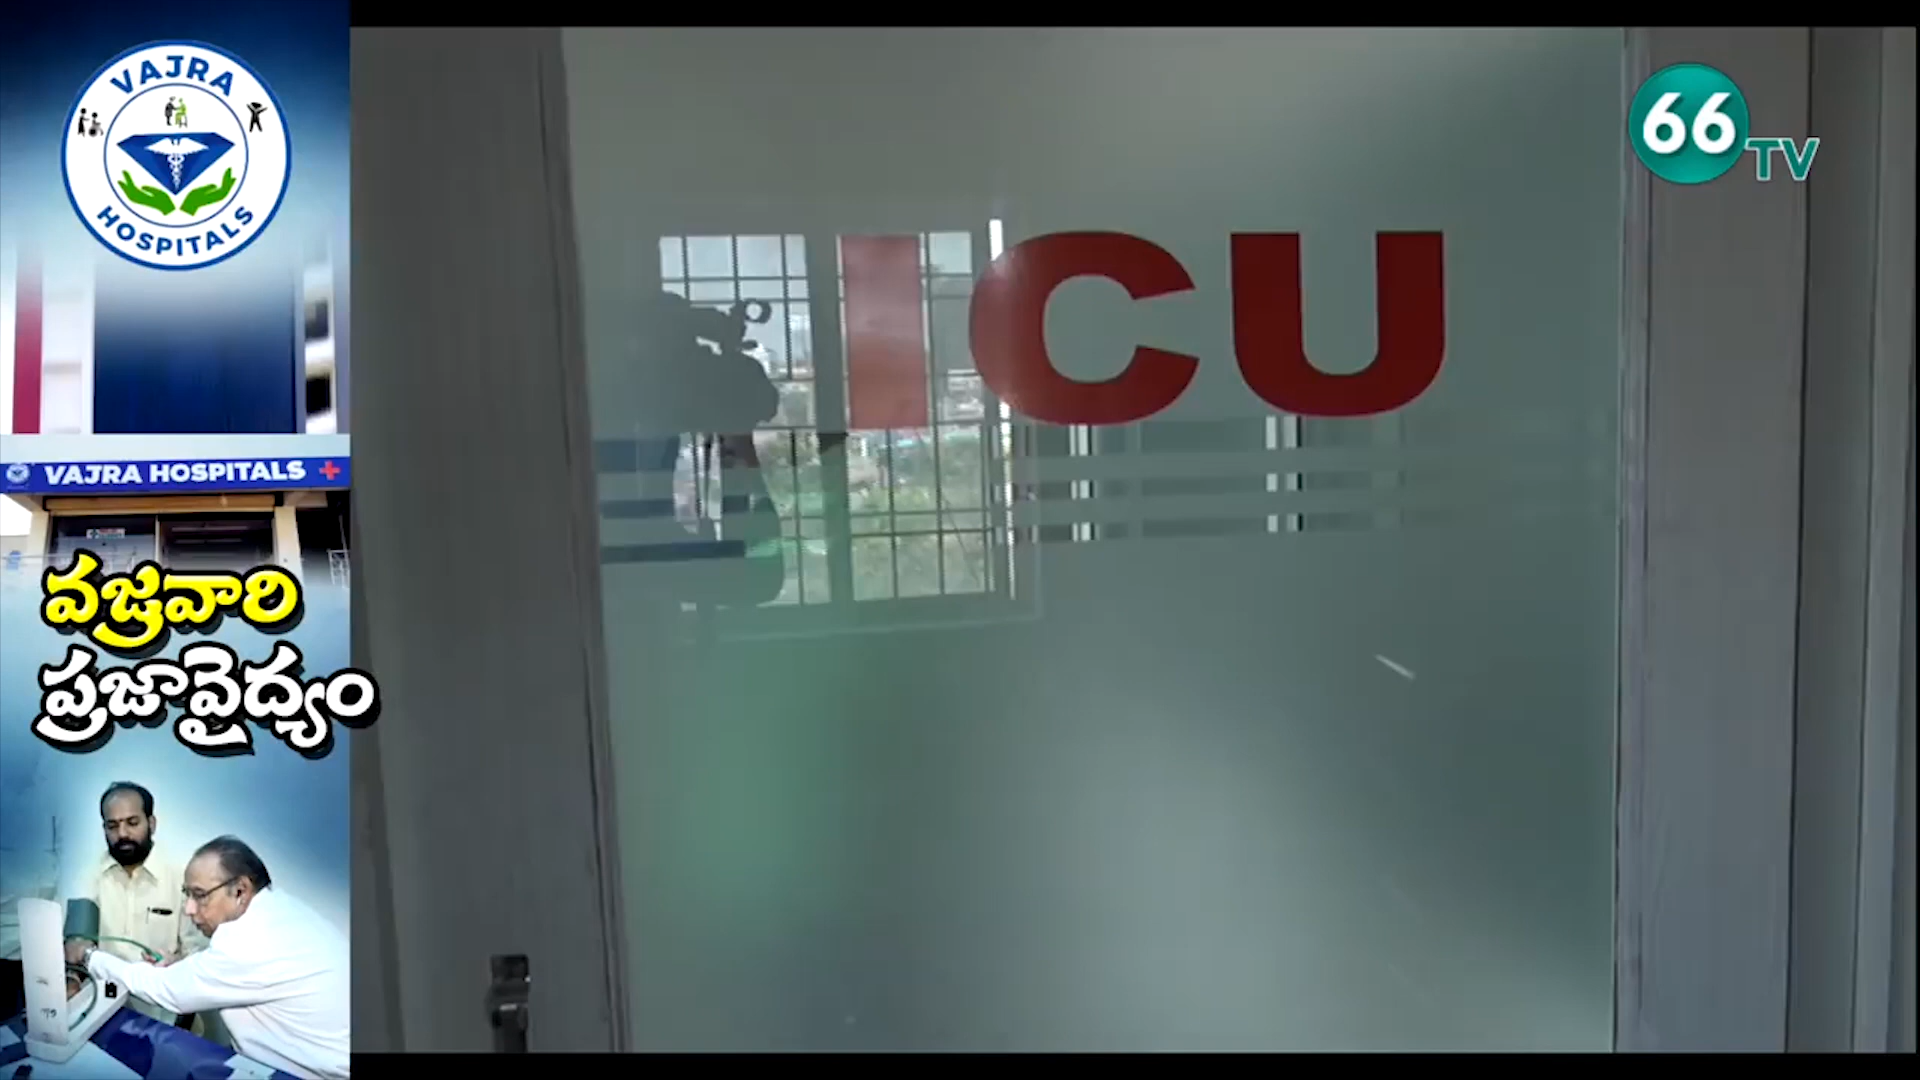 VAJRA
HOSPITALS
VAJRA HOSPITALS
వజ్రవారి
ప్రజావైద్యం
ICU
66
TV